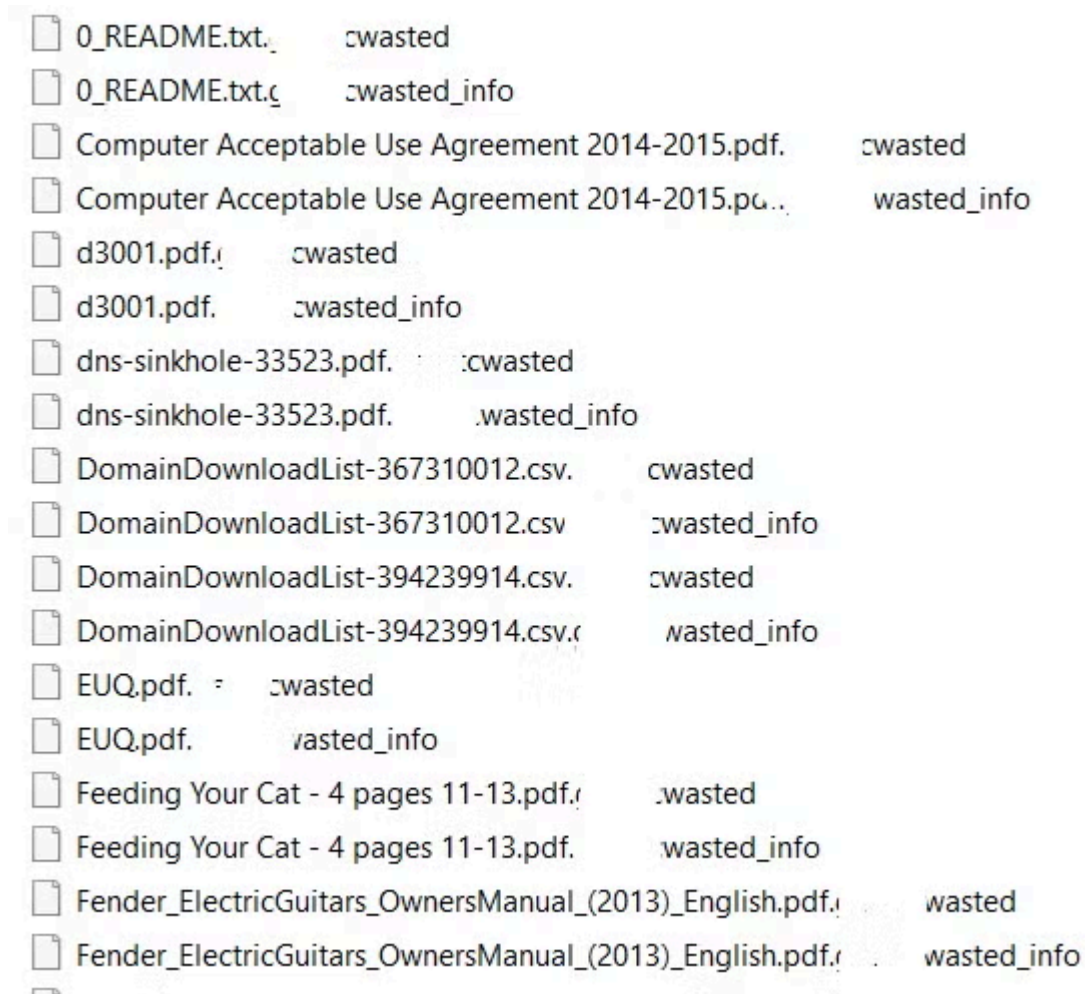 0_README.txt. cwasted
0_README.txt. cwasted_info
Computer Acceptable Use Agreement 2014-2015.pdf. cwasted
Computer Acceptable Use Agreement 2014-2015.p... wasted_info
d3001.pdf. cwasted
d3001.pdf. cwasted_info
dns-sinkhole-33523.pdf. cwasted
dns-sinkhole-33523.pdf. wasted_info
DomainDownloadList-367310012.csv. cwasted
DomainDownloadList-367310012.csv cwasted_info
DomainDownloadList-394239914.csv. cwasted
DomainDownloadList-394239914.csv. wasted_info
EUQ.pdf. cwasted
EUQ.pdf. wasted_info
Feeding Your Cat - 4 pages 11-13.pdf. cwasted
Feeding Your Cat - 4 pages 11-13.pdf. cwasted_info
Fender_ElectricGuitars_OwnersManual_(2013)_English.pdf. wasted
Fender_ElectricGuitars_OwnersManual_(2013)_English.pdf. wasted_info